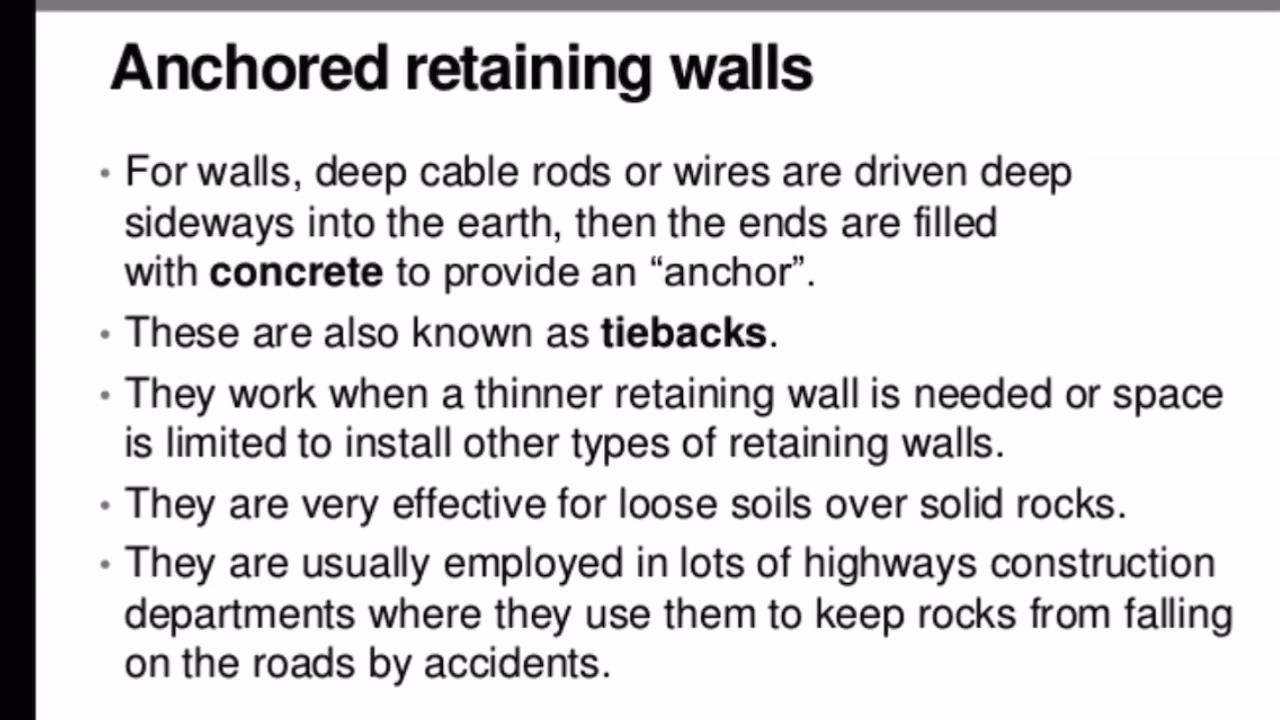 Anchored retaining walls
• For walls, deep cable rods or wires are driven deep
sideways into the earth, then the ends are filled
with concrete to provide an “anchor”.
• These are also known as tiebacks.
• They work when a thinner retaining wall is needed or space
is limited to install other types of retaining walls.
• They are very effective for loose soils over solid rocks.
• They are usually employed in lots of highways construction
departments where they use them to keep rocks from falling
on the roads by accidents.